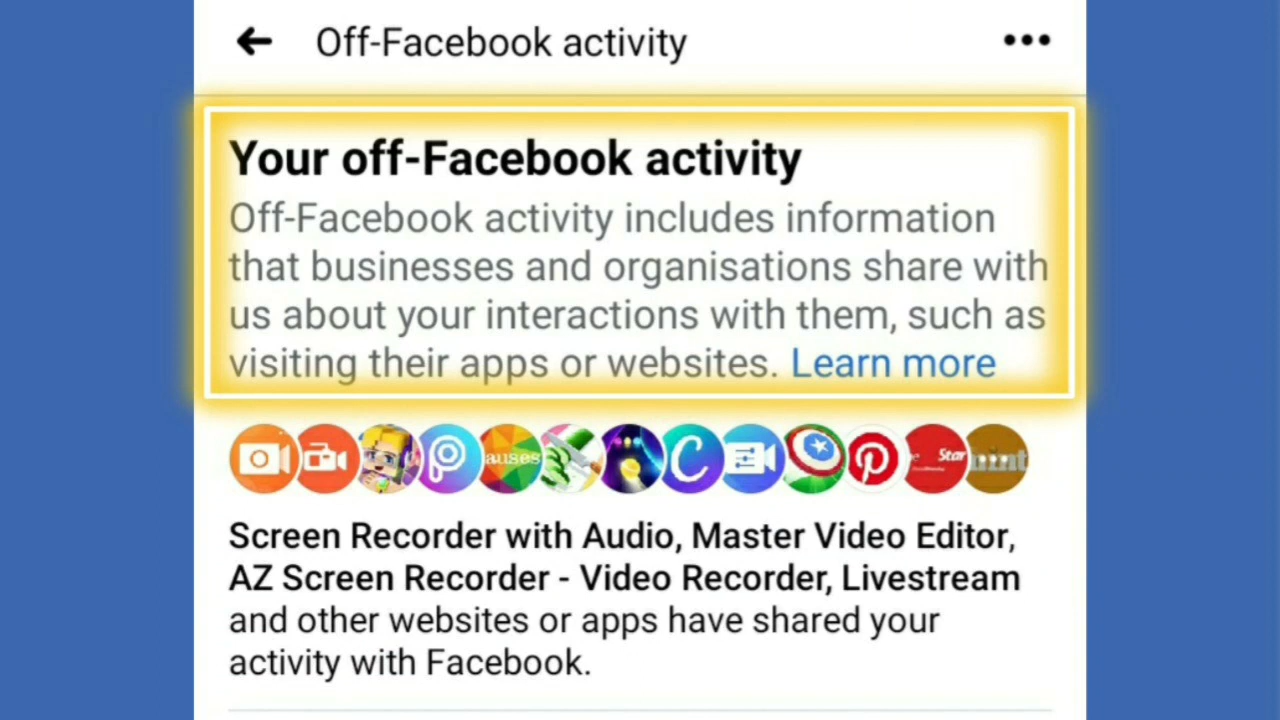 Off-Facebook activity
Your off-Facebook activity
Off-Facebook activity includes information
that businesses and organisations share with
us about your interactions with them, such as
visiting their apps or websites. Learn more
auses
Star
Screen Recorder with Audio, Master Video Editor,
AZ Screen Recorder - Video Recorder, Livestream
and other websites or apps have shared your
activity with Facebook.